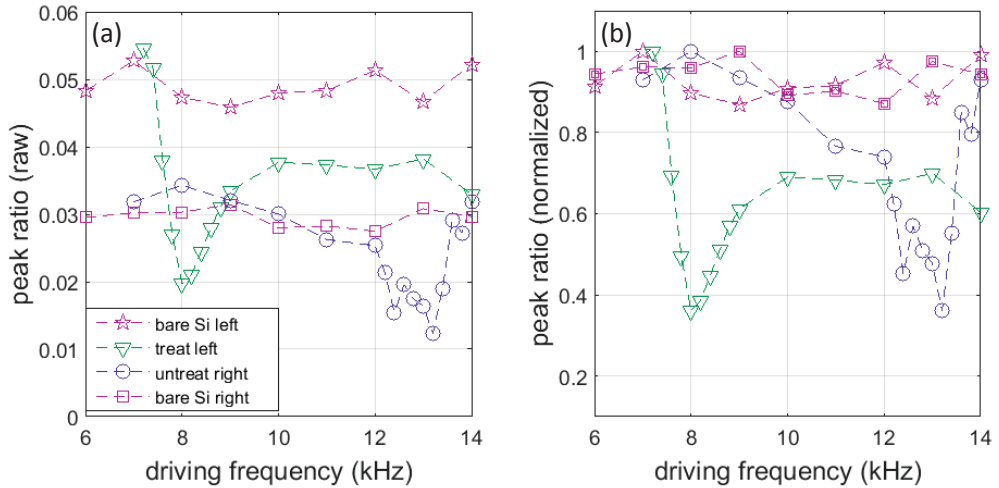 (a)
peak ratio (raw)
0.06
0.05
0.04
0.03
0.02
0.01
0
bare Si left
treat left
untreat right
bare Si right
6 8 10 12 14
driving frequency (kHz)
(b)
peak ratio (normalized)
1
0.8
0.6
0.4
0.2
6 8 10 12 14
driving frequency (kHz)